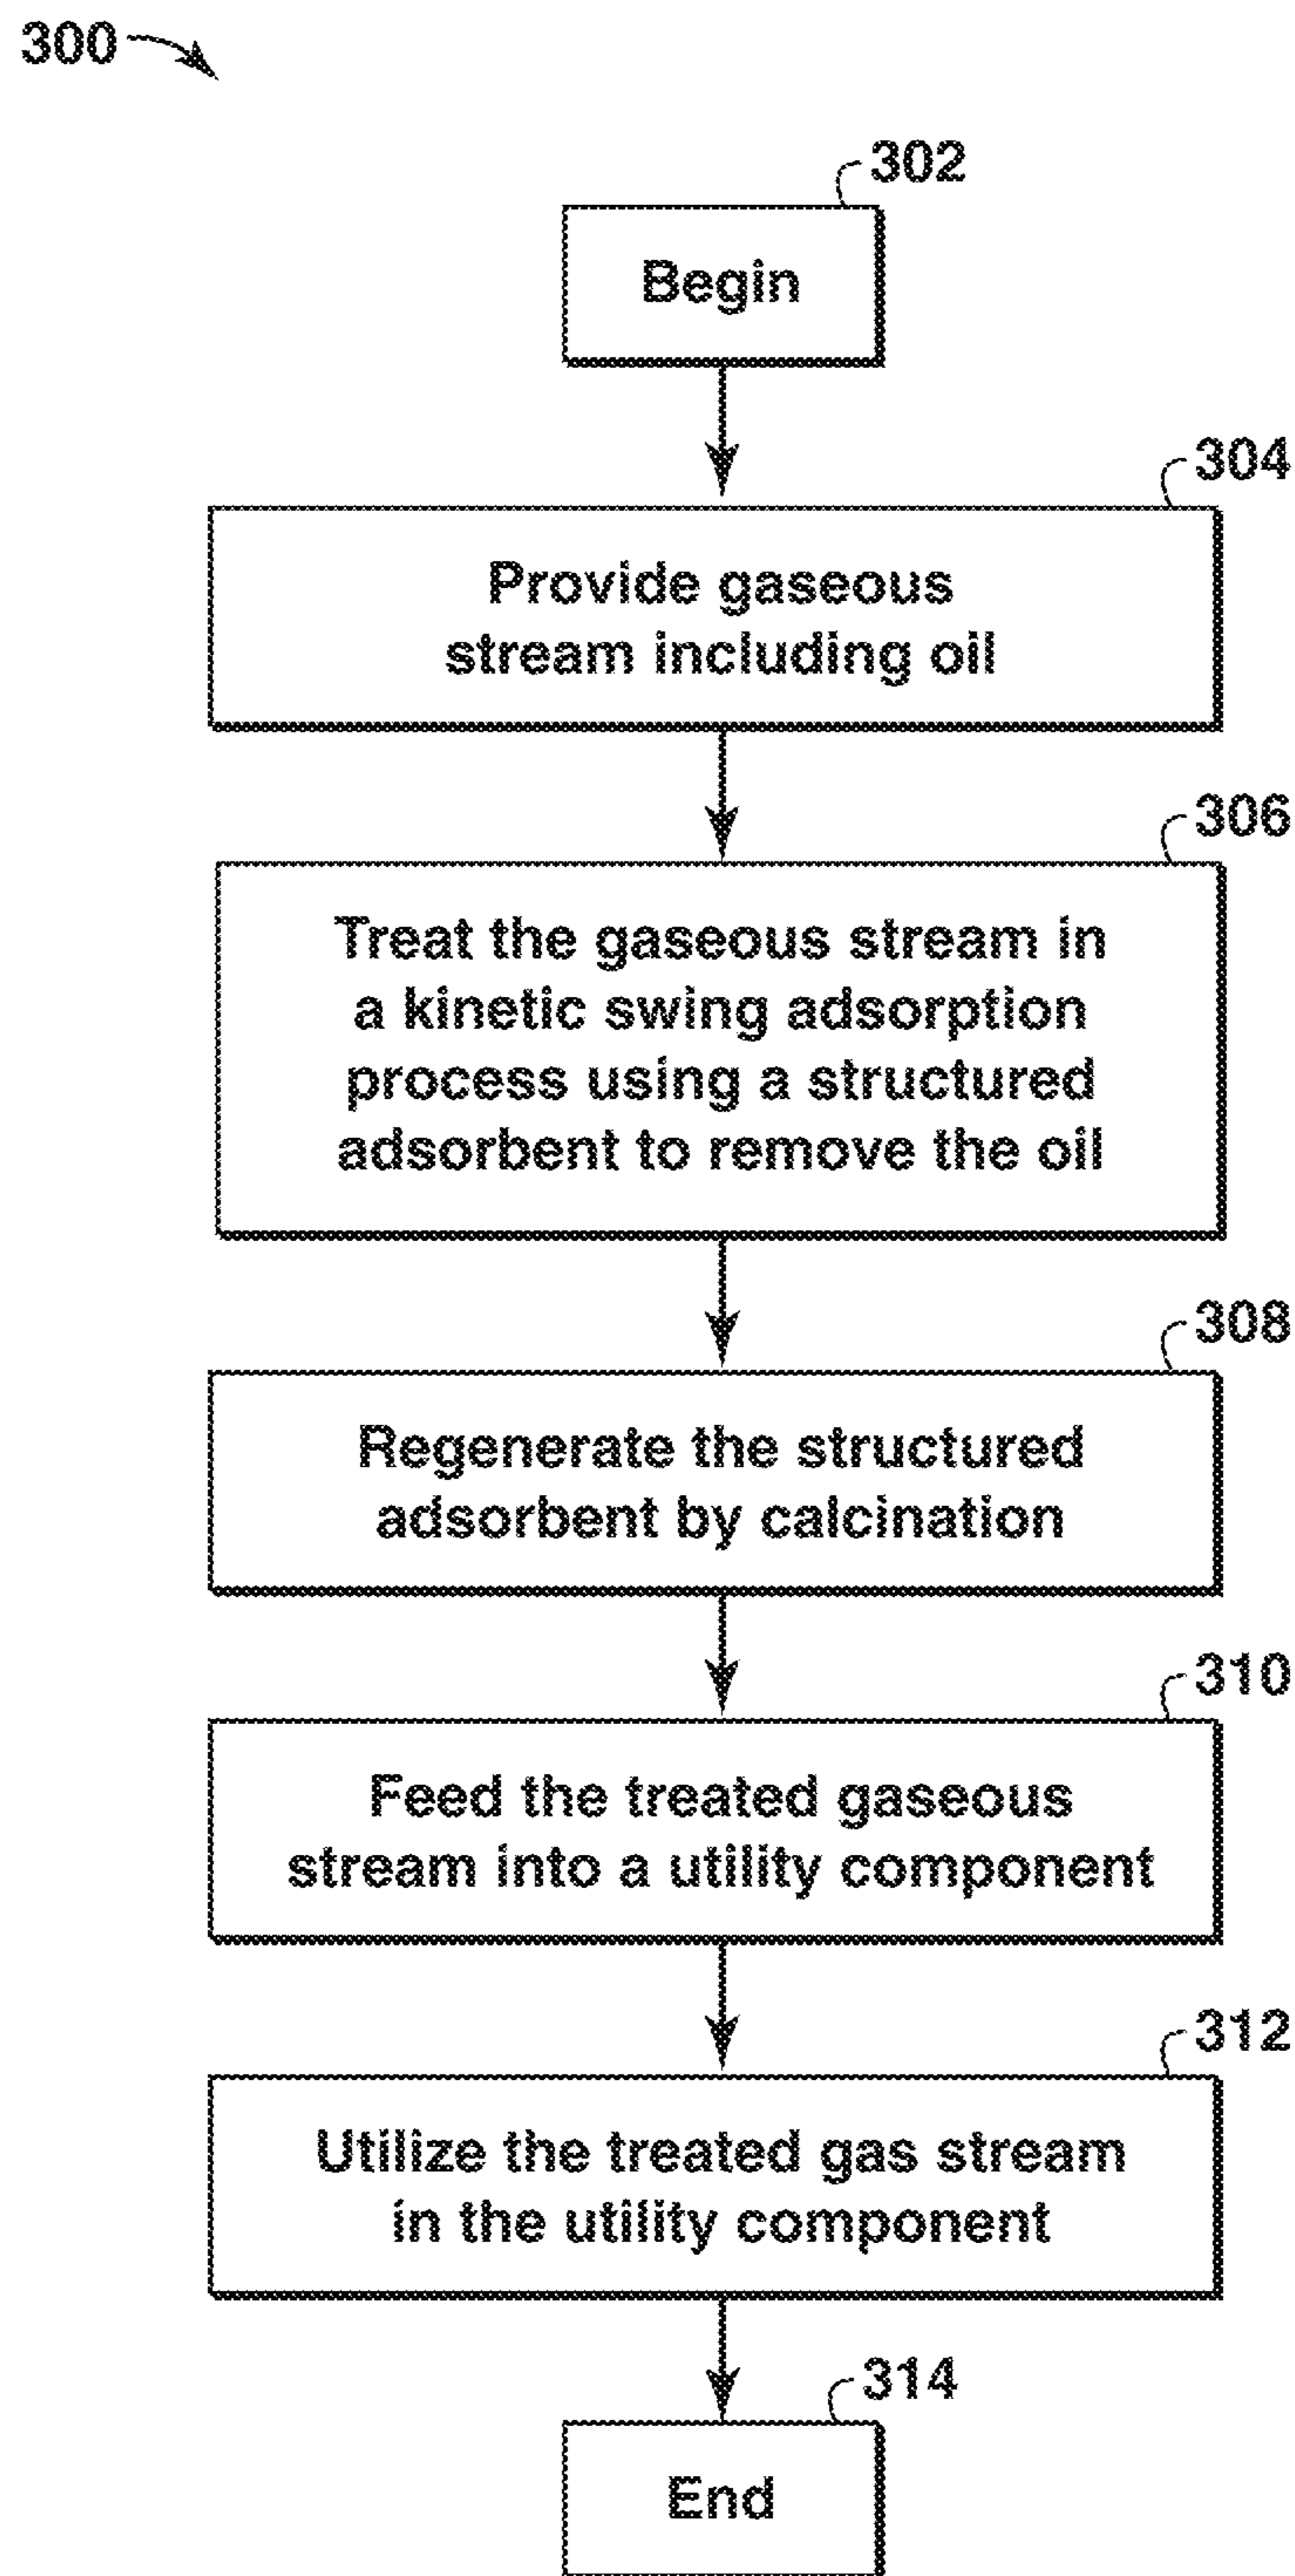 300
302
Begin
304
Provide gaseous
stream including oil
306
Treat the gaseous stream in
a kinetic swing adsorption
process using a structured
adsorbent to remove the oil
308
Regenerate the structured
adsorbent by calcination
310
Feed the treated gaseous
stream into a utility component
312
Utilize the treated gas stream
in the utility component
314
End